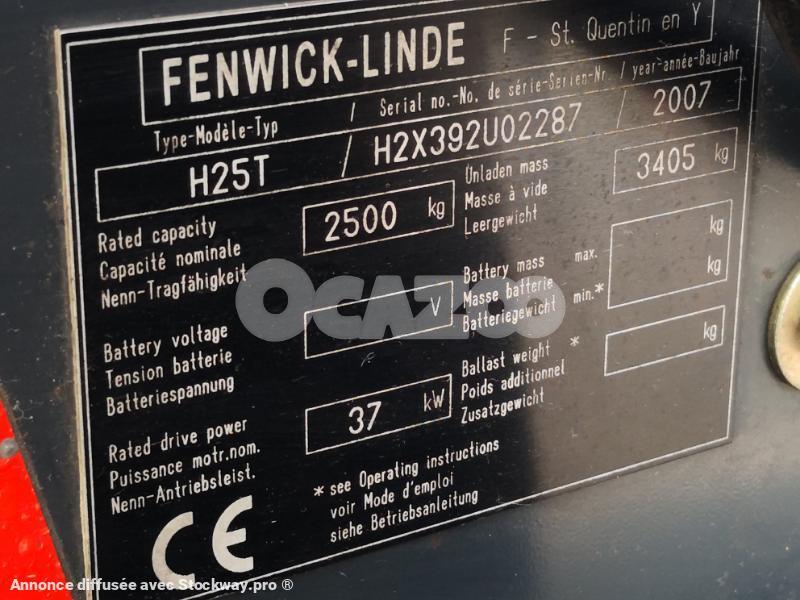 FENWICK-LINDE F - St. Quentin en Y
Type-Modèle-Typ / Serial no.-No. de série-Serien-Nr. / year-année-Baujahr
H25T / H2X392U02287 / 2007
Rated capacity
Capacité nominale
Nenn-Tragfähigkeit
2500 kg
Unladen mass
Masse à vide
Leergewicht
3405 kg
Battery voltage
Tension batterie
Batteriespannung
V
Battery mass max. kg
Masse batterie
Batteriegewicht min.* kg
Rated drive power
Puissance motr.nom.
Nenn-Antriebsleist.
37 kW
Ballast weight *
Poids additionnel
Zusatzgewicht
kg
* see Operating instructions
voir Mode d'emploi
siehe Betriebsanleitung
CE
OCAZOO
Annonce diffusée avec Stockway.pro ®